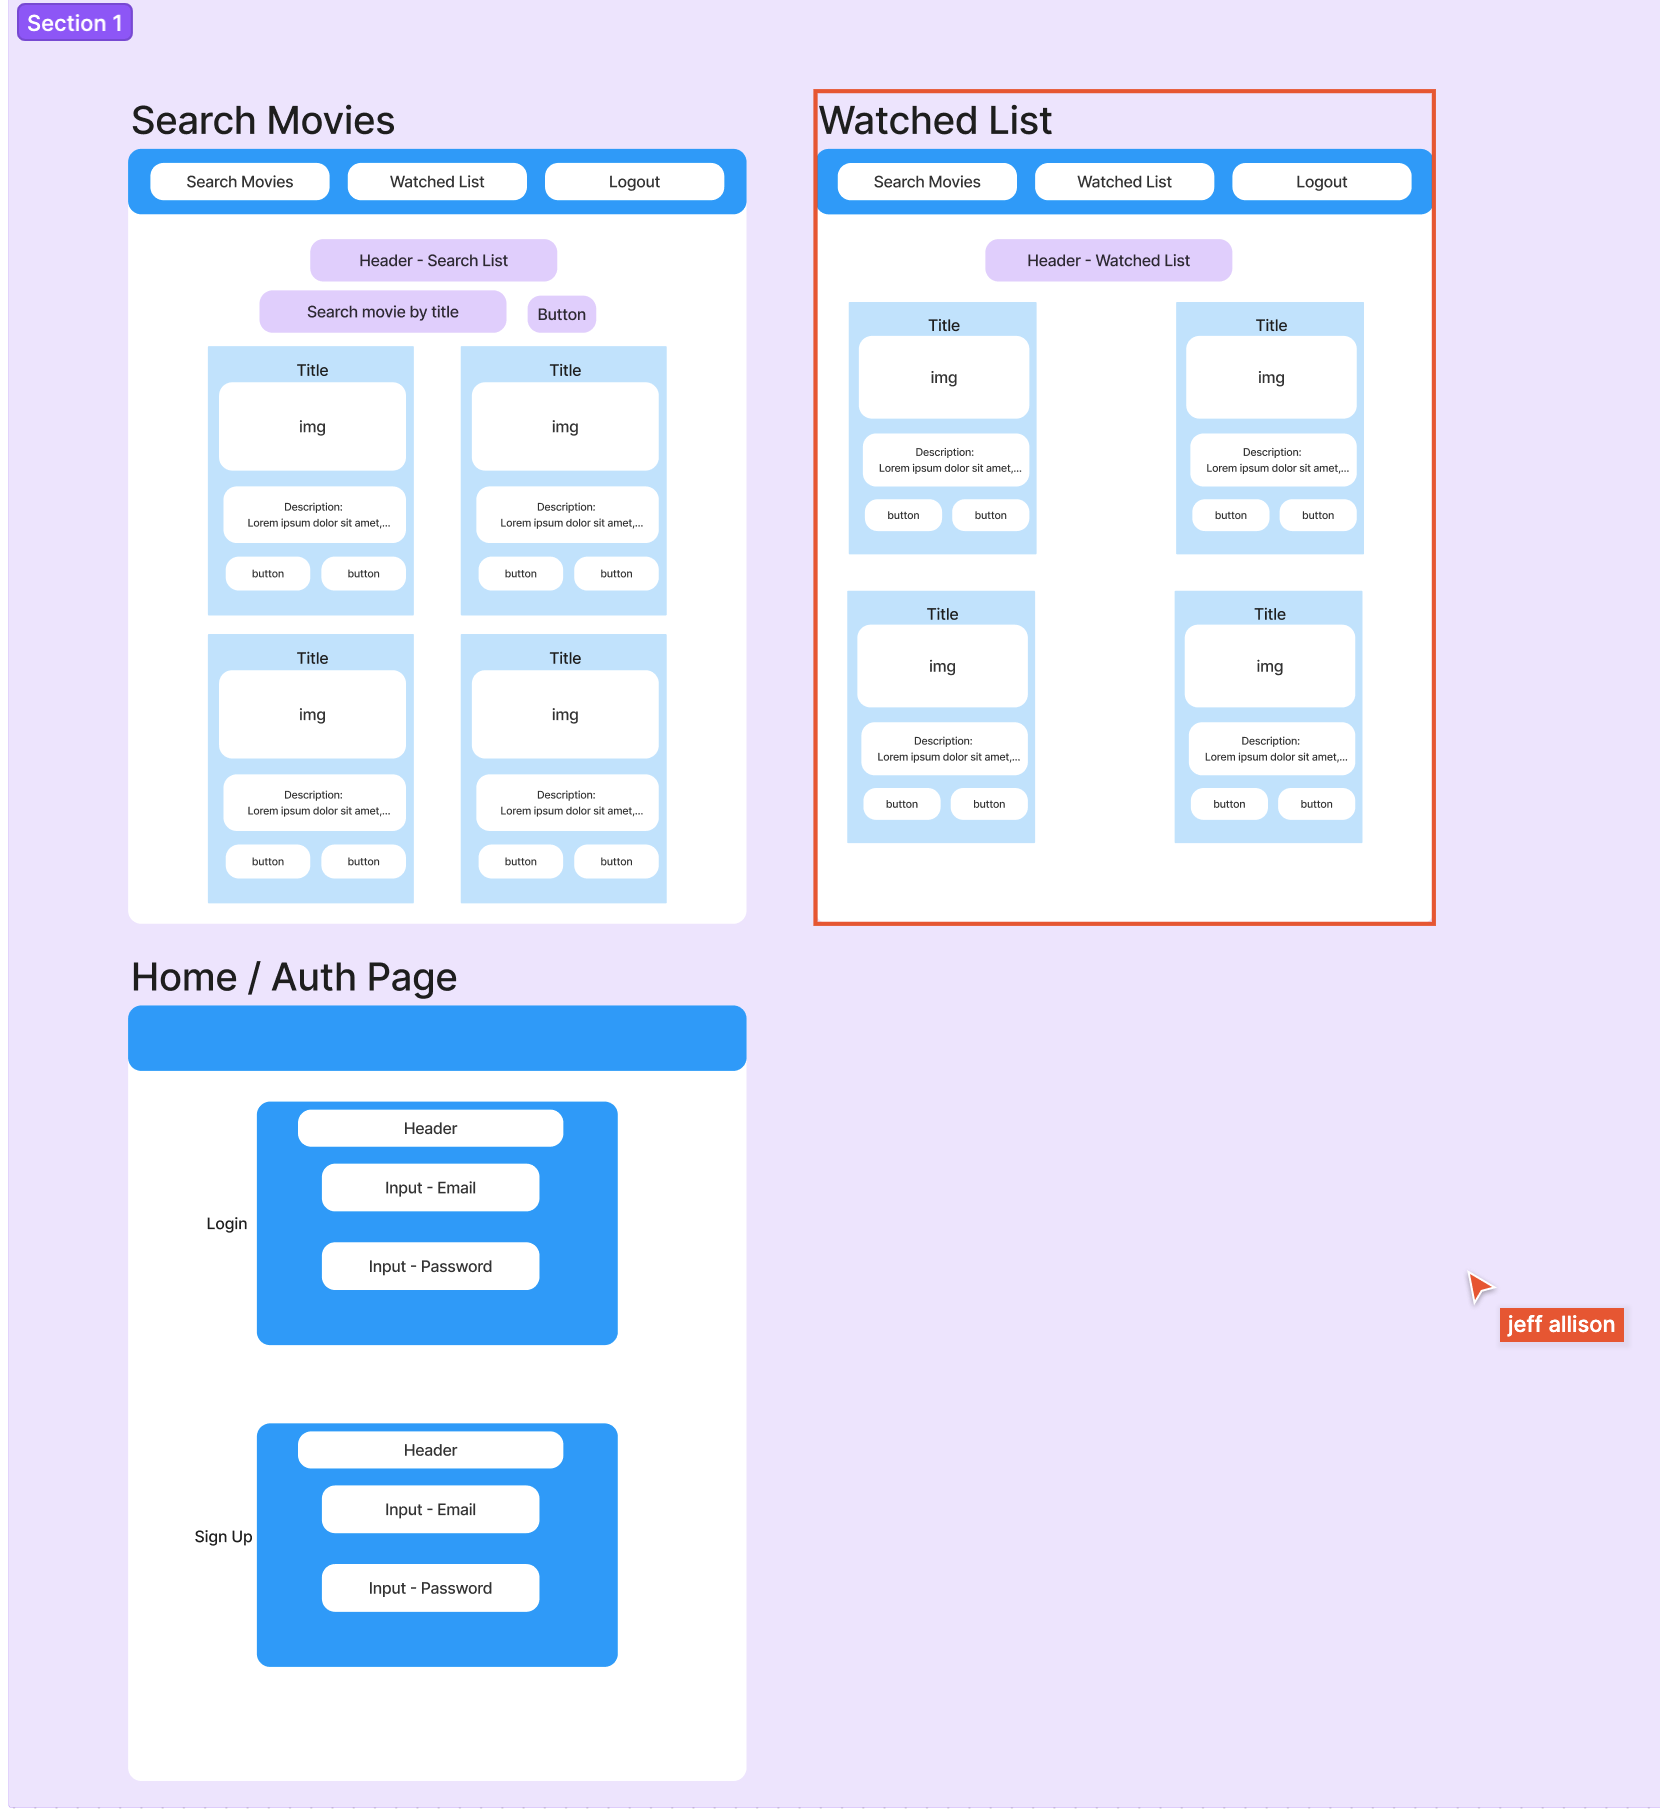 Section 1
Search Movies
Search Movies
Watched List
Logout
Header - Search List
Search movie by title
Button
Title
img
Description:
Lorem ipsum dolor sit amet,...
button
button
Title
img
Description:
Lorem ipsum dolor sit amet,...
button
button
Title
img
Description:
Lorem ipsum dolor sit amet,...
button
button
Title
img
Description:
Lorem ipsum dolor sit amet,...
button
button
Watched List
Search Movies
Watched List
Logout
Header - Watched List
Title
img
Description:
Lorem ipsum dolor sit amet,...
button
button
Title
img
Description:
Lorem ipsum dolor sit amet,...
button
button
Title
img
Description:
Lorem ipsum dolor sit amet,...
button
button
Title
img
Description:
Lorem ipsum dolor sit amet,...
button
button
Home / Auth Page
Login
Header
Input - Email
Input - Password
Sign Up
Header
Input - Email
Input - Password
jeff allison